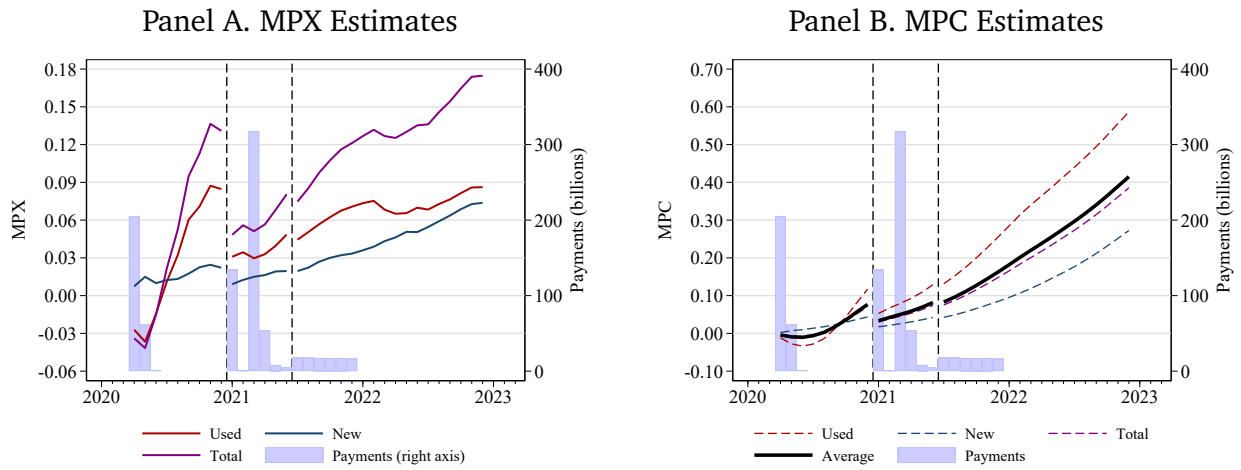 Panel A. MPX Estimates
0.18
0.15
0.12
0.09
0.06
0.03
0.00
-0.03
-0.06
MPX
400
300
200
100
0
Payments (billions)
2020 2021 2022 2023
Used New
Total Payments (right axis)
Panel B. MPC Estimates
0.70
0.60
0.50
0.40
0.30
0.20
0.10
0.00
-0.10
MPC
400
300
200
100
0
Payments (billions)
2020 2021 2022 2023
Used New Total
Average Payments